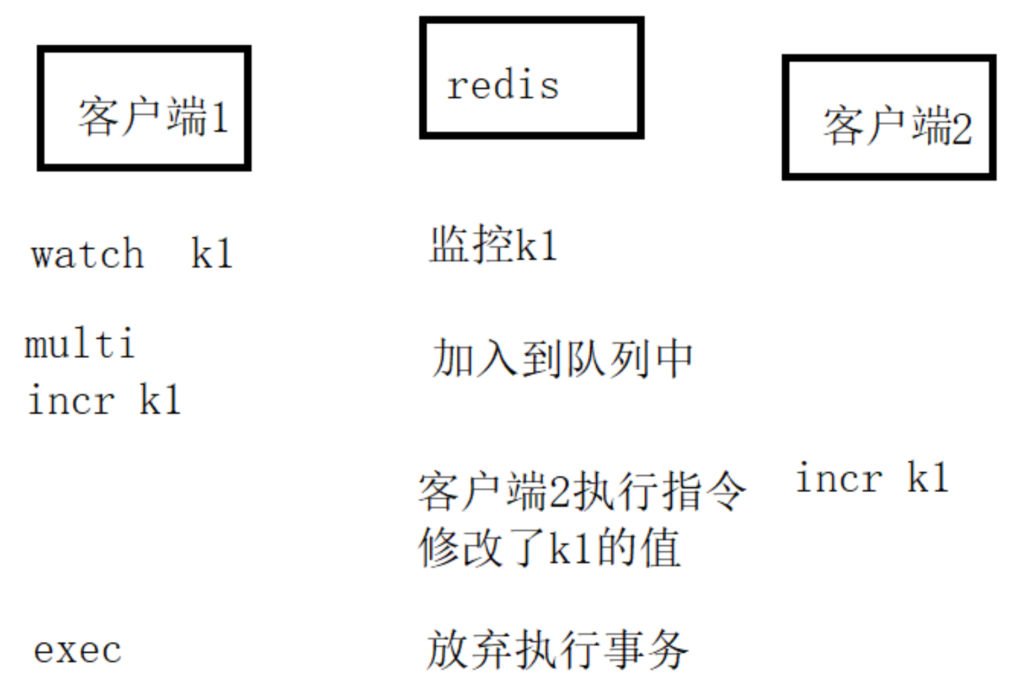 客户端1
redis
客户端2
watch k1
监控k1
multi
加入到队列中
incr k1
客户端2执行指令
incr k1
修改了k1的值
exec
放弃执行事务